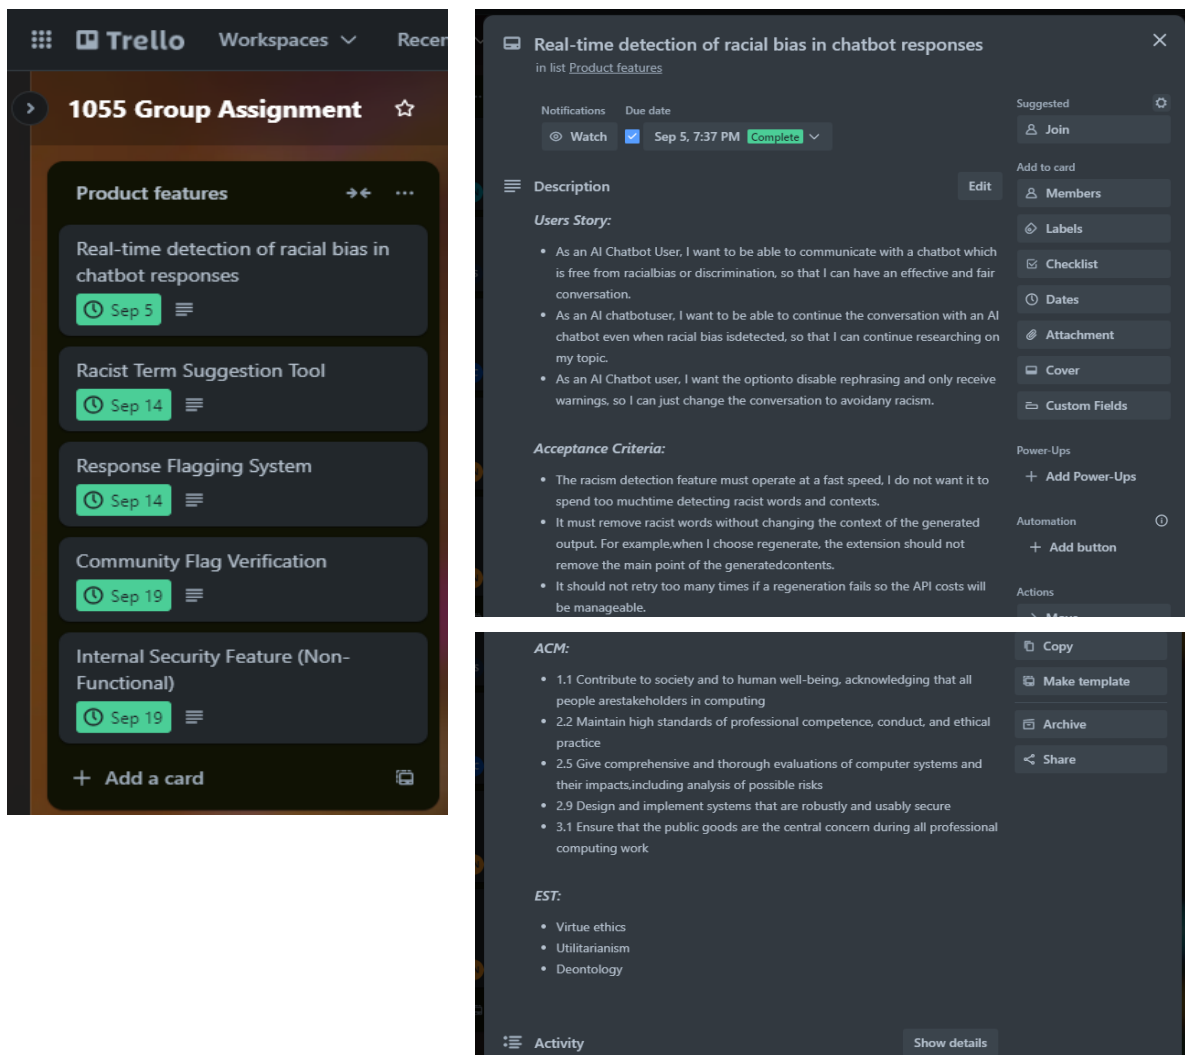 Trello
Workspaces
Recen
1055 Group Assignment
Product features
Real-time detection of racial bias in
chatbot responses
Sep 5
Racist Term Suggestion Tool
Sep 14
Response Flagging System
Sep 14
Community Flag Verification
Sep 19
Internal Security Feature (Non-
Functional)
Sep 19
Add a card
Real-time detection of racial bias in chatbot responses
in list Product features
Notifications Due date
Watch Sep 5, 7:37 PM Complete
Description Edit
Users Story:
As an AI Chatbot User, I want to be able to communicate with a chatbot which
is free from racialbias or discrimination, so that I can have an effective and fair
conversation.
As an AI chatbotuser, I want to be able to continue the conversation with an AI
chatbot even when racial bias isdetected, so that I can continue researching on
my topic.
As an AI Chatbot user, I want the optionto disable rephrasing and only receive
warnings, so I can just change the conversation to avoidany racism.
Acceptance Criteria:
The racism detection feature must operate at a fast speed, I do not want it to
spend too muchtime detecting racist words and contexts.
It must remove racist words without changing the context of the generated
output. For example,when I choose regenerate, the extension should not
remove the main point of the generatedcontents.
It should not retry too many times if a regeneration fails so the API costs will
be manageable.
Suggested
Join
Add to card
Members
Labels
Checklist
Dates
Attachment
Cover
Custom Fields
Power-Ups
Add Power-Ups
Automation
Add button
Actions
Move
ACM:
1.1 Contribute to society and to human well-being, acknowledging that all
people arestakeholders in computing
2.2 Maintain high standards of professional competence, conduct, and ethical
practice
2.5 Give comprehensive and thorough evaluations of computer systems and
their impacts,including analysis of possible risks
2.9 Design and implement systems that are robustly and usably secure
3.1 Ensure that the public goods are the central concern during all professional
computing work
EST:
Virtue ethics
Utilitarianism
Deontology
Activity Show details
Copy
Make template
Archive
Share